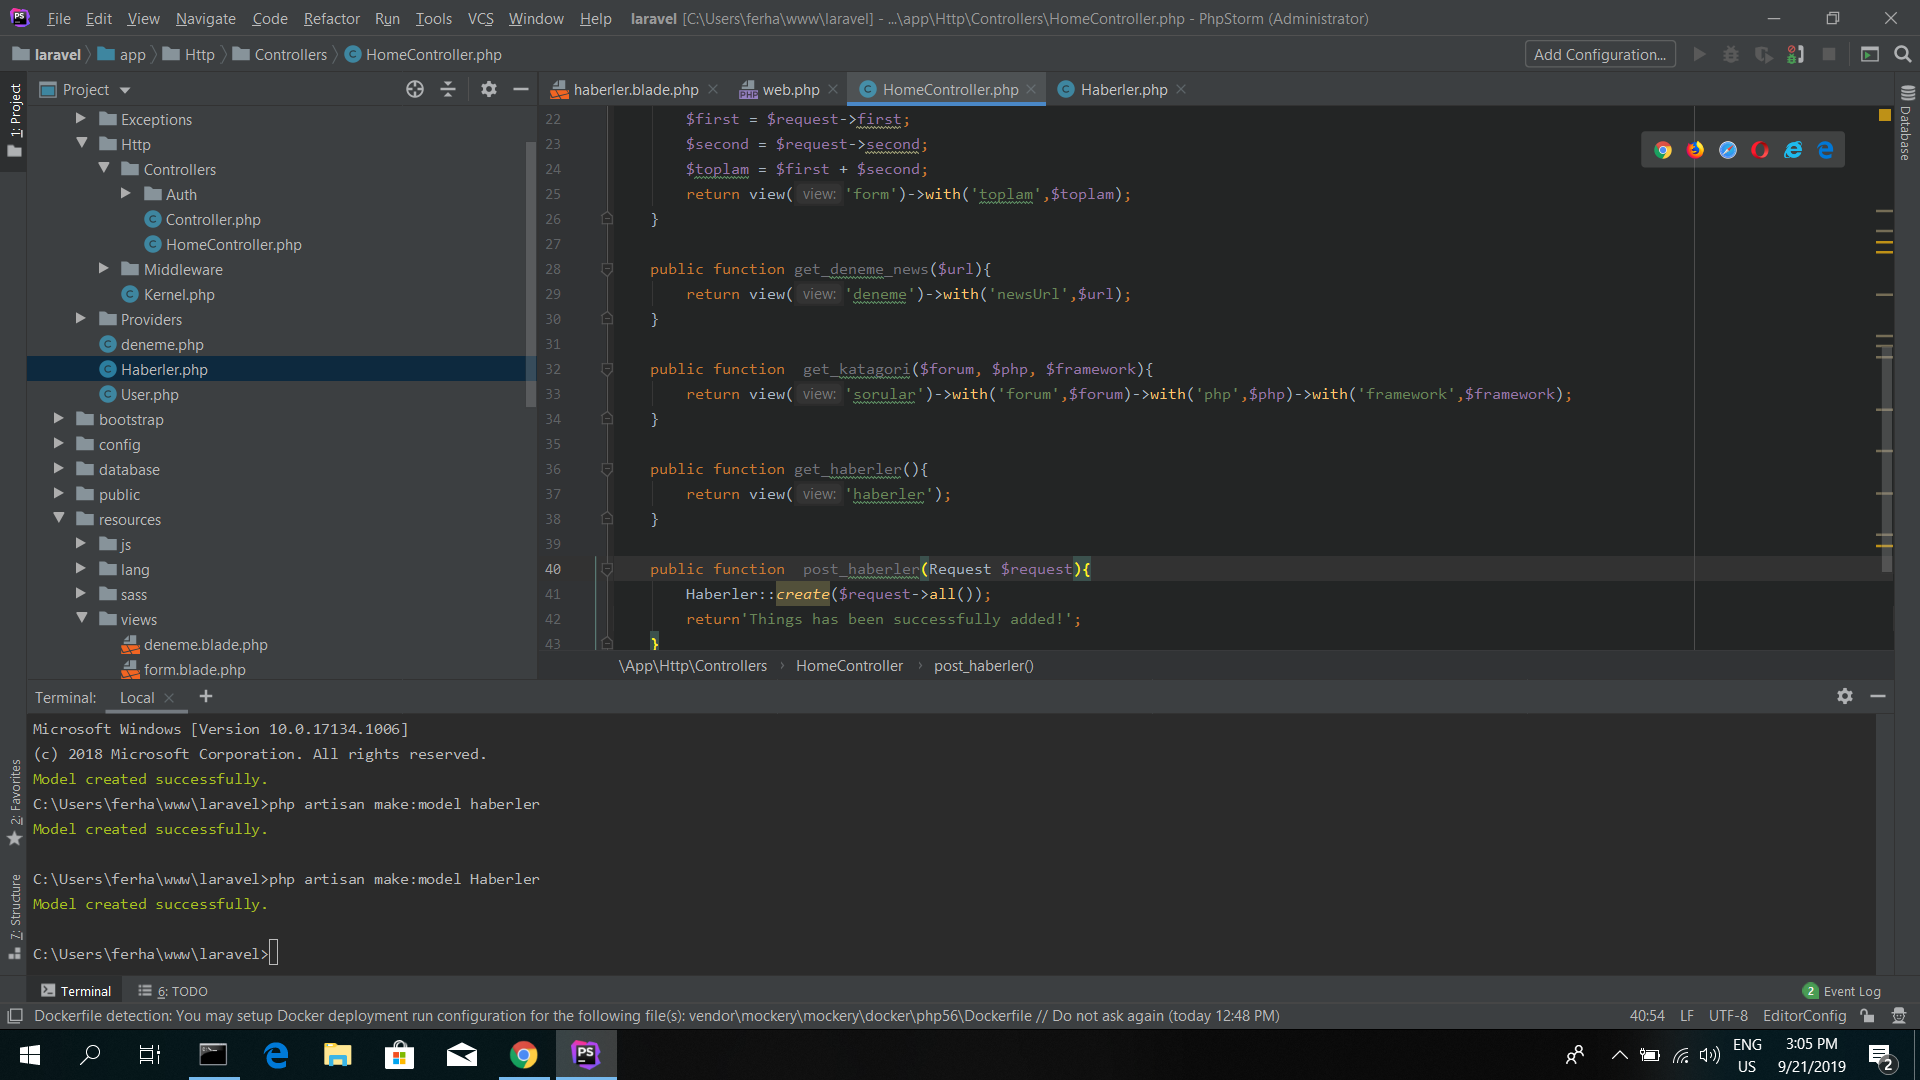 File Edit View Navigate Code Refactor Run Tools VCS Window Help laravel [C:\Users\ferha\www\laravel] - ...\app\Http\Controllers\HomeController.php - PhpStorm (Administrator)
laravel app Http Controllers HomeController.php Add Configuration...
1: Project
Project
haberler.blade.php web.php HomeController.php Haberler.php
Database
Exceptions
Http
Controllers
Auth
Controller.php
HomeController.php
Middleware
Kernel.php
Providers
deneme.php
Haberler.php
User.php
bootstrap
config
database
public
resources
js
lang
sass
views
deneme.blade.php
form.blade.php
22 $first = $request->first;
23 $second = $request->second;
24 $toplam = $first + $second;
25 return view( view: 'form')->with('toplam',$toplam);
26 }
27
28 public function get_deneme_news($url){
29 return view( view: 'deneme')->with('newsUrl',$url);
30 }
31
32 public function  get_katagori($forum, $php, $framework){
33 return view( view: 'sorular')->with('forum',$forum)->with('php',$php)->with('framework',$framework);
34 }
35
36 public function get_haberler(){
37 return view( view: 'haberler');
38 }
39
40 public function  post_haberler(Request $request){
41 Haberler::create($request->all());
42 return'Things has been successfully added!';
43 }
\App\Http\Controllers HomeController post_haberler()
Terminal: Local
Microsoft Windows [Version 10.0.17134.1006]
(c) 2018 Microsoft Corporation. All rights reserved.
Model created successfully.
C:\Users\ferha\www\laravel>php artisan make:model haberler
Model created successfully.
C:\Users\ferha\www\laravel>php artisan make:model Haberler
Model created successfully.
C:\Users\ferha\www\laravel>
2: Favorites
7: Structure
Terminal 6: TODO 2 Event Log
Dockerfile detection: You may setup Docker deployment run configuration for the following file(s): vendor\mockery\mockery\docker\php56\Dockerfile // Do not ask again (today 12:48 PM) 40:54 LF UTF-8 EditorConfig
ENG
US
3:05 PM
9/21/2019
2